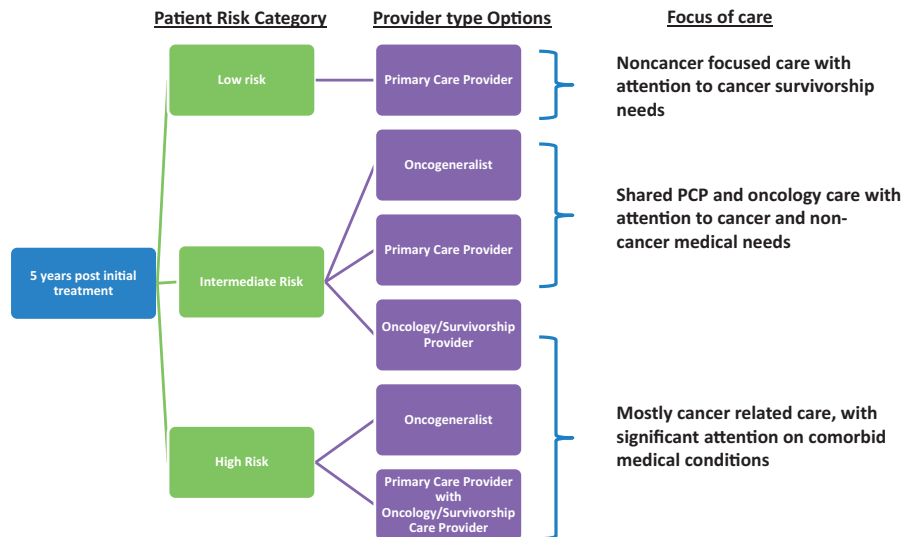 Patient Risk Category
Provider type Options
Focus of care
Low risk
Primary Care Provider
Noncancer focused care with
attention to cancer survivorship
needs
Oncogeneralist
Shared PCP and oncology care with
attention to cancer and non-
cancer medical needs
Primary Care Provider
5 years post initial
treatment
Intermediate Risk
Oncology/Survivorship
Provider
Oncogeneralist
Mostly cancer related care, with
significant attention on comorbid
medical conditions
High Risk
Primary Care Provider
with
Oncology/Survivorship
Care Provider